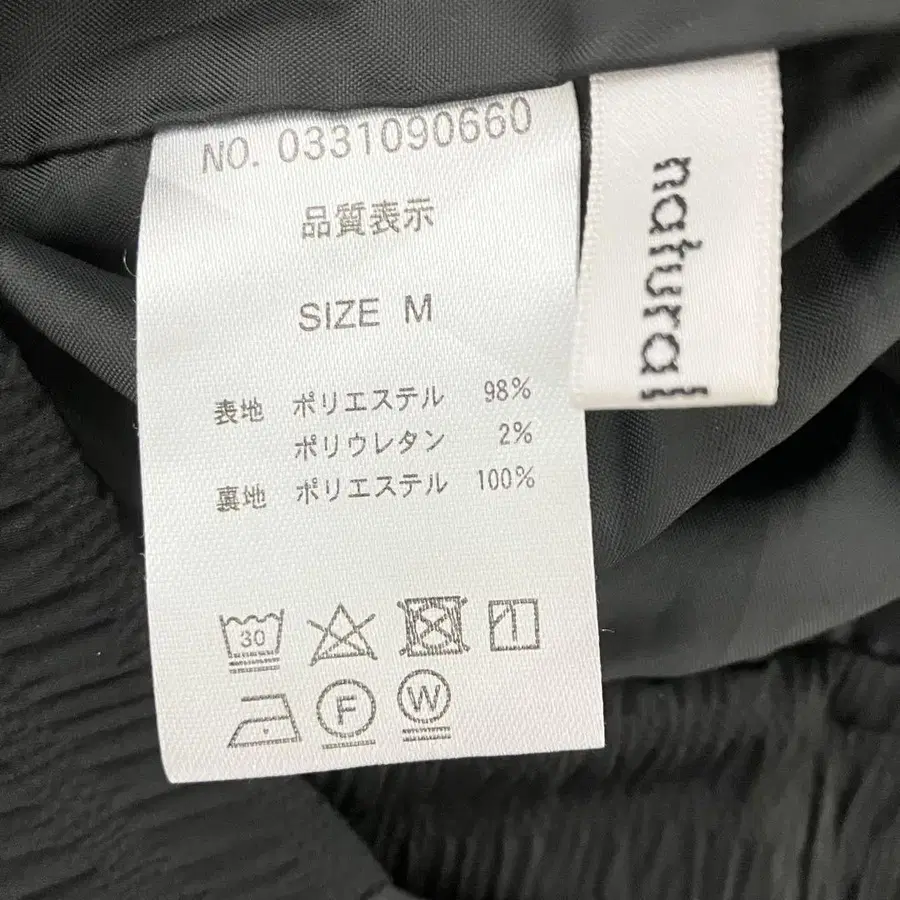 NO. 0331090660
品質表示
SIZE M
表地 ポリエステル 98%
ポリウレタン 2%
裏地 ポリエステル 100%
30
F
W
natural